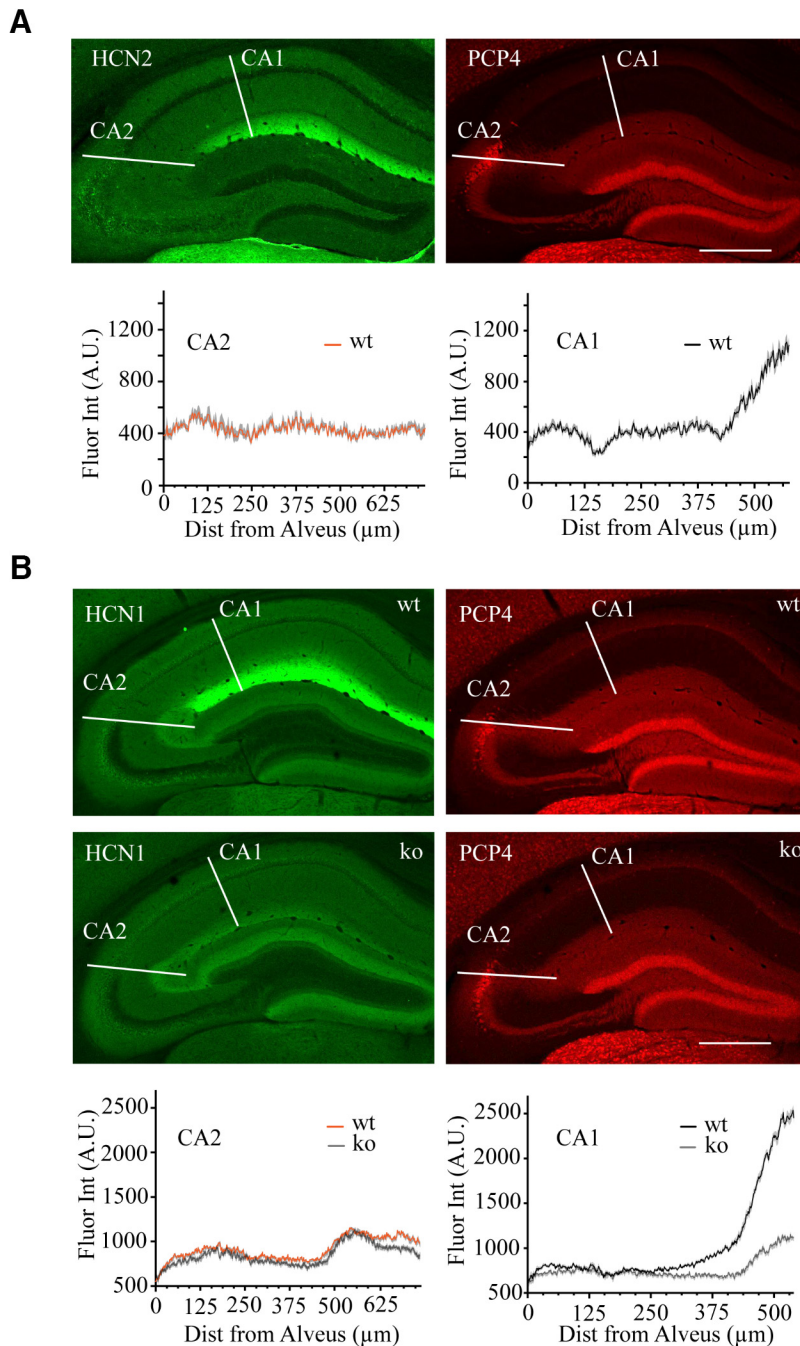 A
HCN2
CA1
CA2
PCP4
CA1
CA2
Fluor Int (A.U.)
1200
800
400
0
CA2
wt
0 125 250 375 500 625
Dist from Alveus (µm)
Fluor Int (A.U.)
1200
800
400
0
CA1
wt
0 125 250 375 500
Dist from Alveus (µm)
B
HCN1
CA1
wt
CA2
PCP4
CA1
wt
CA2
HCN1
CA1
ko
CA2
PCP4
CA1
ko
CA2
Fluor Int (A.U.)
2500
2000
1500
1000
500
CA2
wt
ko
0 125 250 375 500 625
Dist from Alveus (µm)
Fluor Int (A.U.)
2500
2000
1500
1000
500
CA1
wt
ko
0 125 250 375 500
Dist from Alveus (µm)